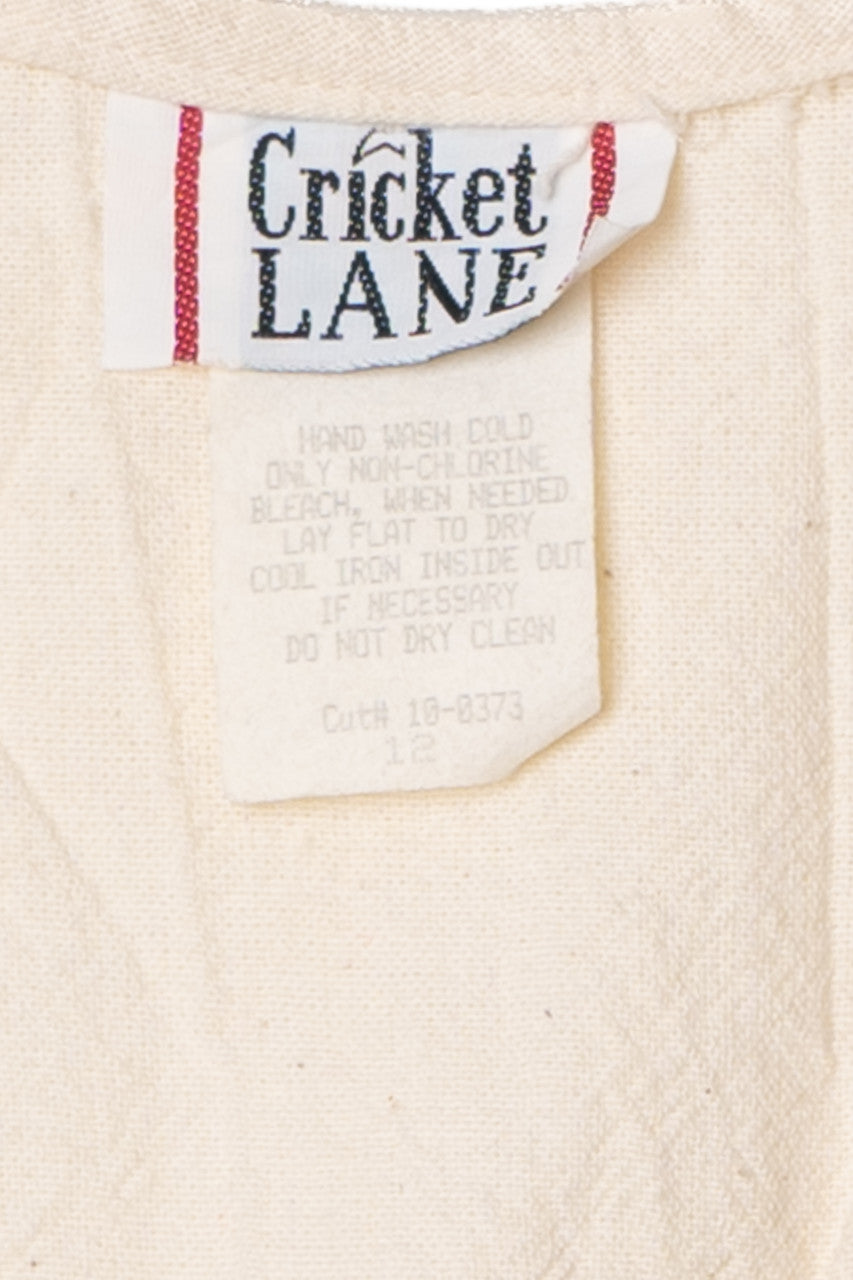 Cricket
LANE
HAND WASH COLD
ONLY NON-CHLORINE
BLEACH, WHEN NEEDED
LAY FLAT TO DRY
COOL IRON INSIDE OUT
IF NECESSARY
DO NOT DRY CLEAN
Cut# 10-0373
12